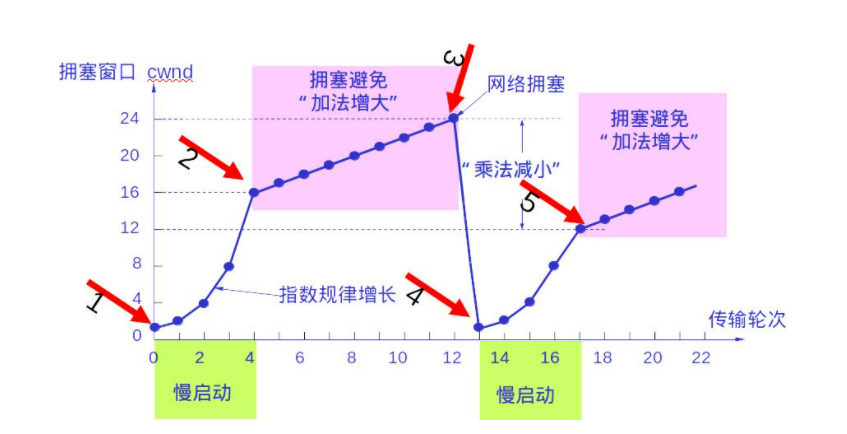 拥塞窗口 cwnd
拥塞避免
“加法增大”
3
网络拥塞
拥塞避免
“加法增大”
24
20
16
12
8
4
0
2
“乘法减小”
5
1
指数规律增长
4
传输轮次
0 2 4 6 8 10 12 14 16 18 20 22
慢启动
慢启动